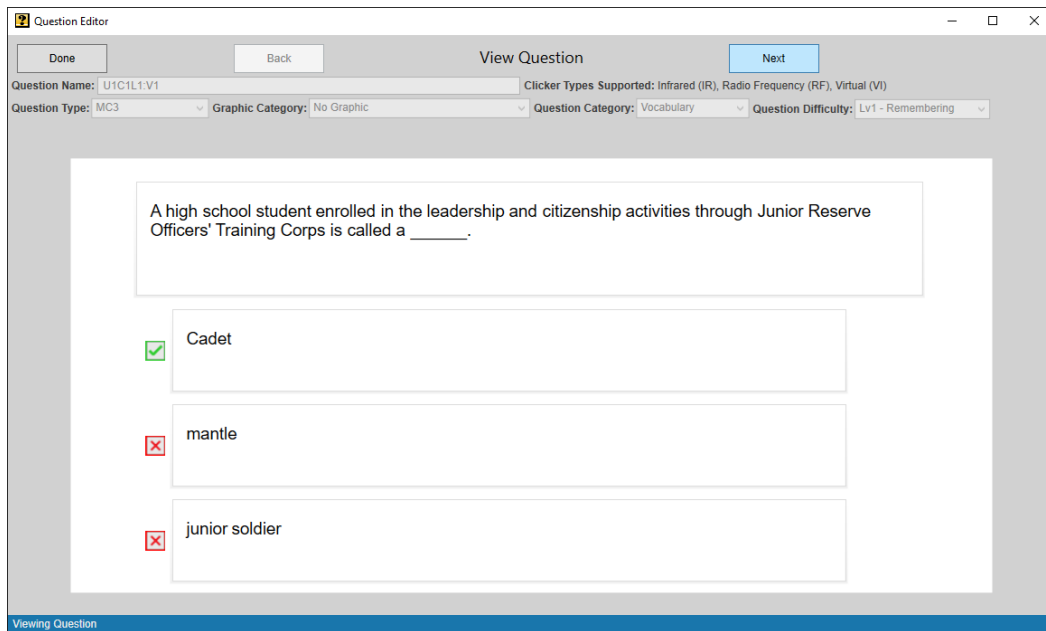 Question Editor
Done
Back
View Question
Next
Question Name: U1C1L1:V1
Clicker Types Supported: Infrared (IR), Radio Frequency (RF), Virtual (VI)
Question Type: MC3
Graphic Category: No Graphic
Question Category: Vocabulary
Question Difficulty: Lv1 - Remembering
A high school student enrolled in the leadership and citizenship activities through Junior Reserve
Officers' Training Corps is called a ______.
Cadet
mantle
junior soldier
Viewing Question